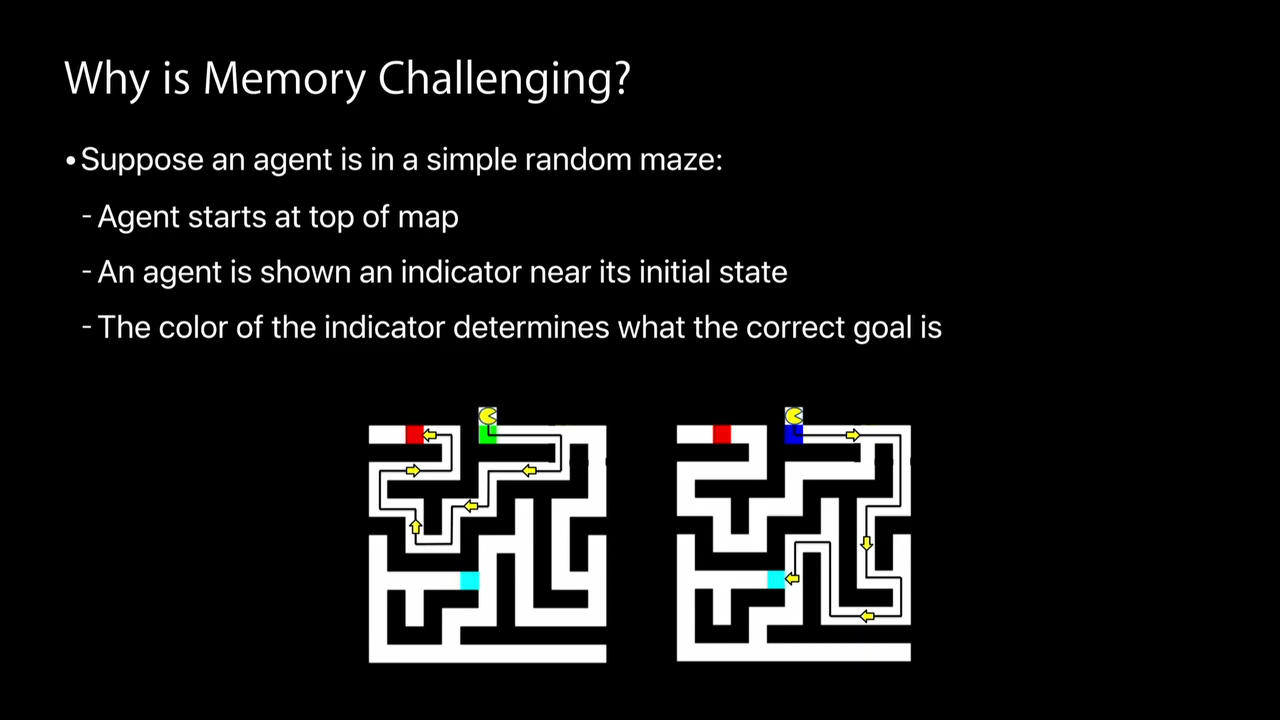 Why is Memory Challenging?
•Suppose an agent is in a simple random maze:
- Agent starts at top of map
- An agent is shown an indicator near its initial state
- The color of the indicator determines what the correct goal is